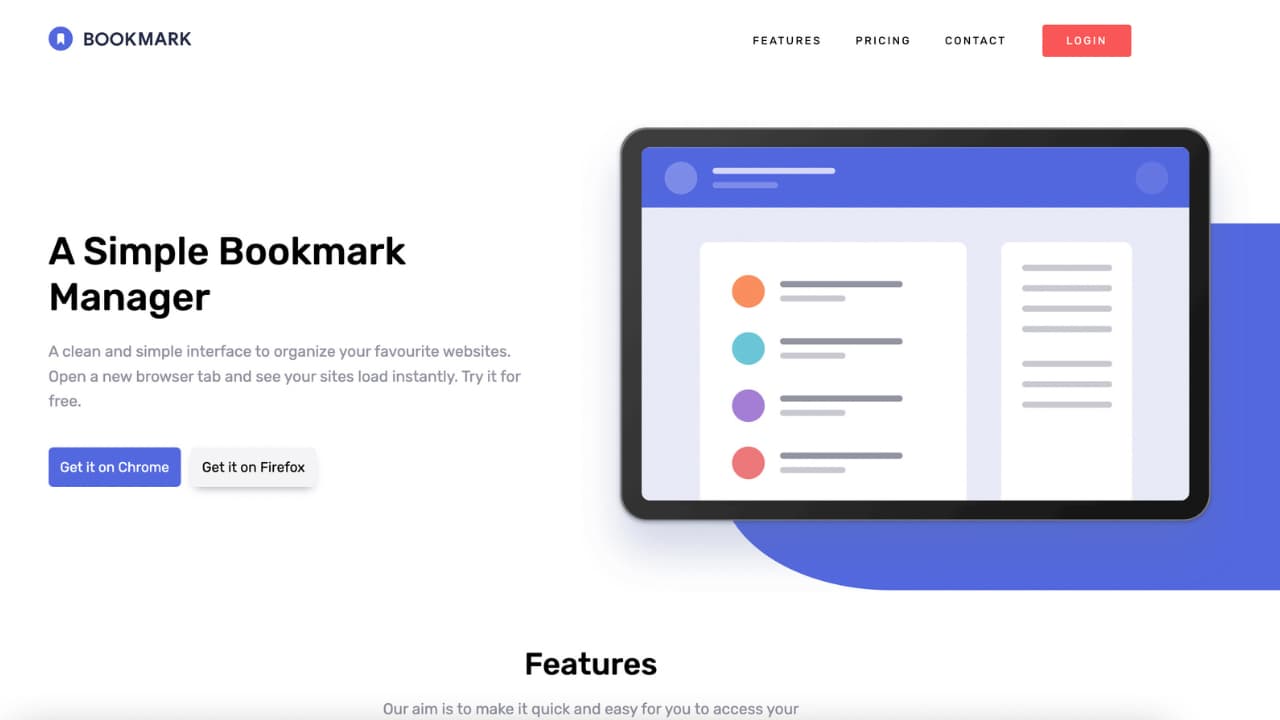 BOOKMARK
FEATURES PRICING CONTACT LOGIN
A Simple Bookmark
Manager
A clean and simple interface to organize your favourite websites.
Open a new browser tab and see your sites load instantly. Try it for
free.
Get it on Chrome Get it on Firefox
Features
Our aim is to make it quick and easy for you to access your